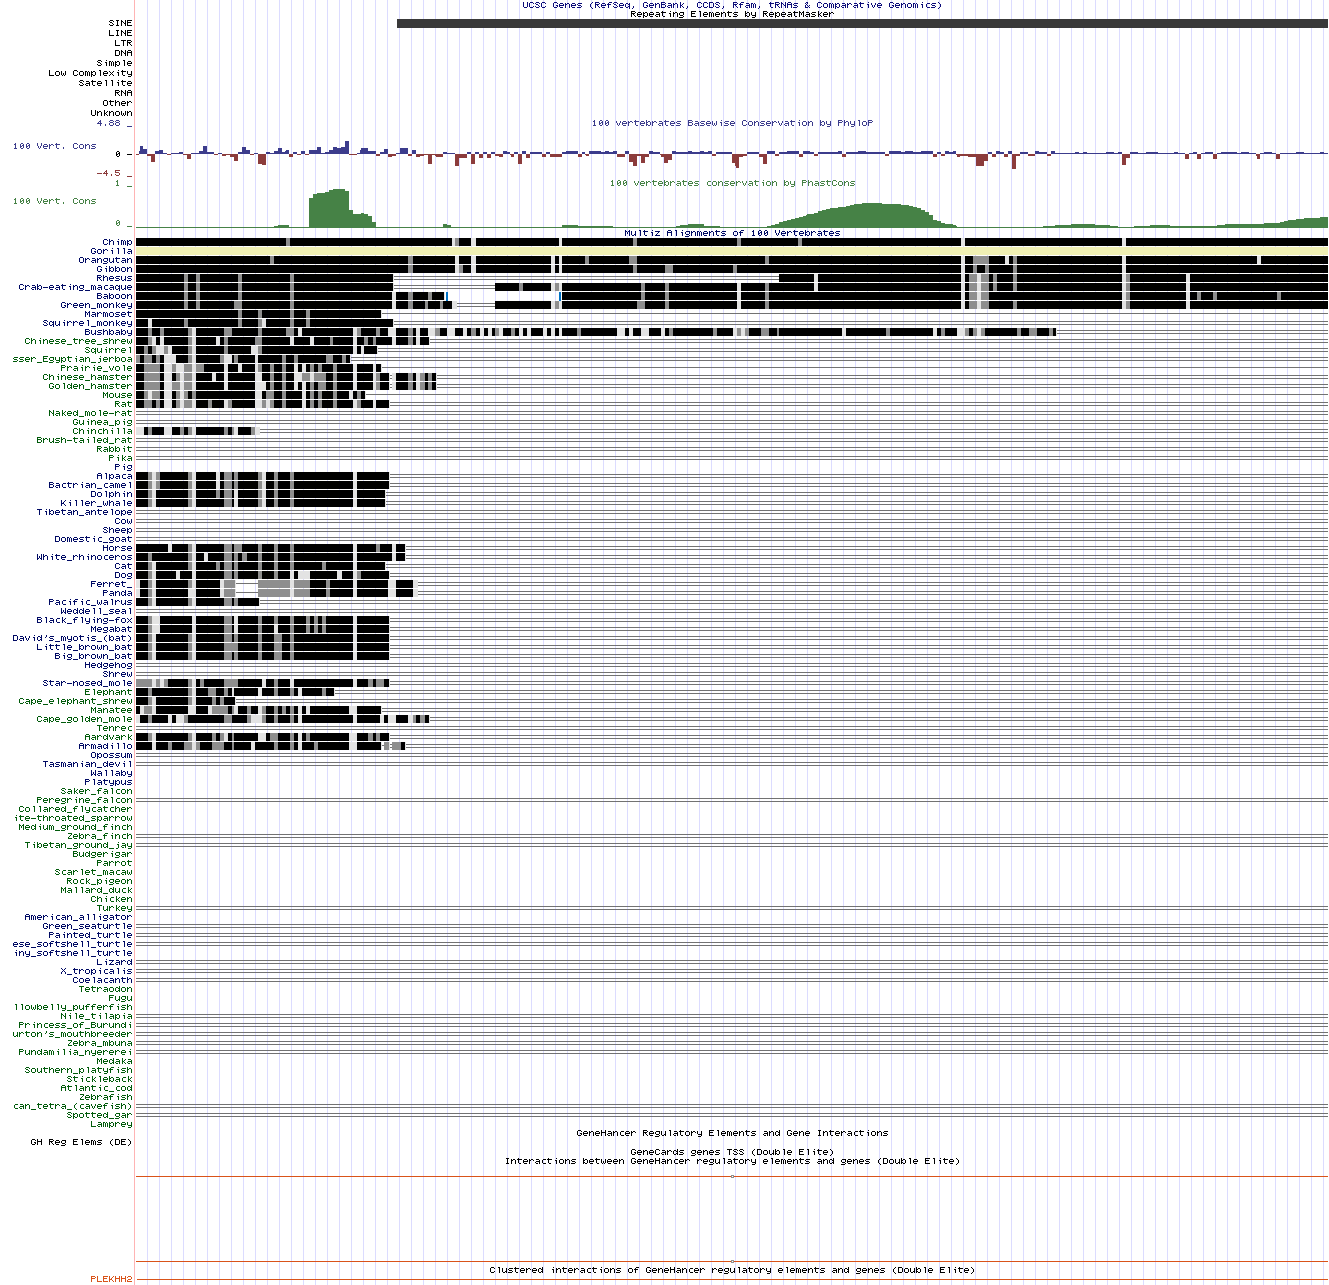 UCSC Genes (RefSeq, GenBank, CCDS, Rfam, tRNAs & Comparative Genomics)
Repeating Elements by RepeatMasker
SINE
LINE
LTR
DNA
Simple
Low Complexity
Satellite
RNA
Other
Unknown
4.88 _
100 vertebrates Basewise Conservation by PhyloP
100 Vert. Cons
0 _
-4.5 _
1 _
100 vertebrates conservation by PhastCons
100 Vert. Cons
0 _
Multiz Alignments of 100 Vertebrates
Chimp
Gorilla
Orangutan
Gibbon
Rhesus
Crab-eating_macaque
Baboon
Green_monkey
Marmoset
Squirrel_monkey
Bushbaby
Chinese_tree_shrew
Squirrel
sser_Egyptian_jerboa
Prairie_vole
Chinese_hamster
Golden_hamster
Mouse
Rat
Naked_mole-rat
Guinea_pig
Chinchilla
Brush-tailed_rat
Rabbit
Pika
Pig
Alpaca
Bactrian_camel
Dolphin
Killer_whale
Tibetan_antelope
Cow
Sheep
Domestic_goat
Horse
White_rhinoceros
Cat
Dog
Ferret_
Panda
Pacific_walrus
Weddell_seal
Black_flying-fox
Megabat
David's_myotis_(bat)
Little_brown_bat
Big_brown_bat
Hedgehog
Shrew
Star-nosed_mole
Elephant
Cape_elephant_shrew
Manatee
Cape_golden_mole
Tenrec
Aardvark
Armadillo
Opossum
Tasmanian_devil
Wallaby
Platypus
Saker_falcon
Peregrine_falcon
Collared_flycatcher
ite-throated_sparrow
Medium_ground_finch
Zebra_finch
Tibetan_ground_jay
Budgerigar
Parrot
Scarlet_macaw
Rock_pigeon
Mallard_duck
Chicken
Turkey
American_alligator
Green_seaturtle
Painted_turtle
ese_softshell_turtle
iny_softshell_turtle
Lizard
X_tropicalis
Coelacanth
Tetraodon
Fugu
llowbelly_pufferfish
Nile_tilapia
Princess_of_Burundi
urton's_mouthbreeder
Zebra_mbuna
Pundamilia_nyererei
Medaka
Southern_platyfish
Stickleback
Atlantic_cod
Zebrafish
can_tetra_(cavefish)
Spotted_gar
Lamprey
GeneHancer Regulatory Elements and Gene Interactions
GH Reg Elems (DE)
GeneCards genes TSS (Double Elite)
Interactions between GeneHancer regulatory elements and genes (Double Elite)
Clustered interactions of GeneHancer regulatory elements and genes (Double Elite)
PLEKHH2